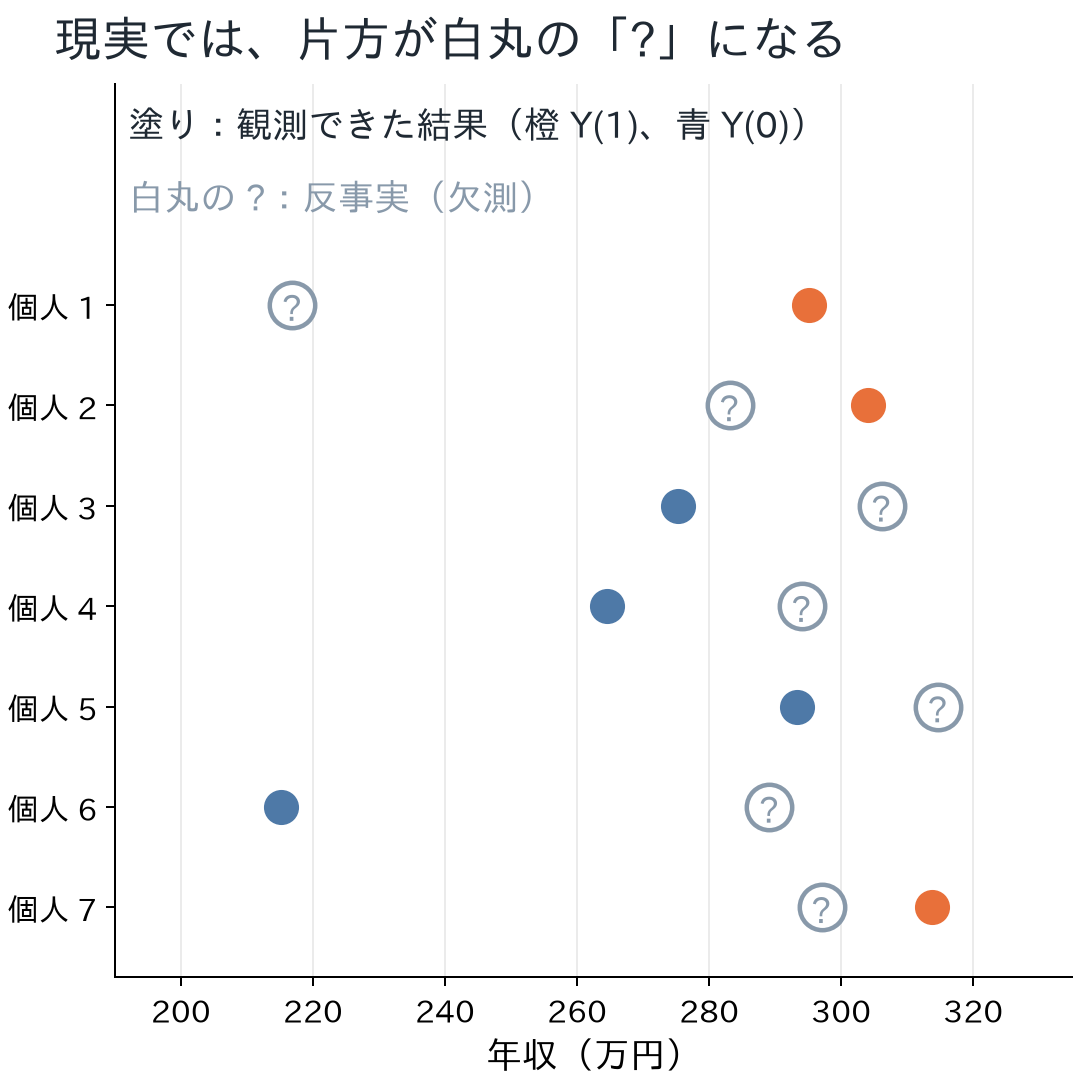 現実では、片方が白丸の「?」になる
塗り：観測できた結果（橙 Y(1)、青 Y(0)）
白丸の ?：反事実（欠測）
個人 1
?
個人 2
?
個人 3
?
個人 4
?
個人 5
?
個人 6
?
個人 7
?
200 220 240 260 280 300 320
年収（万円）